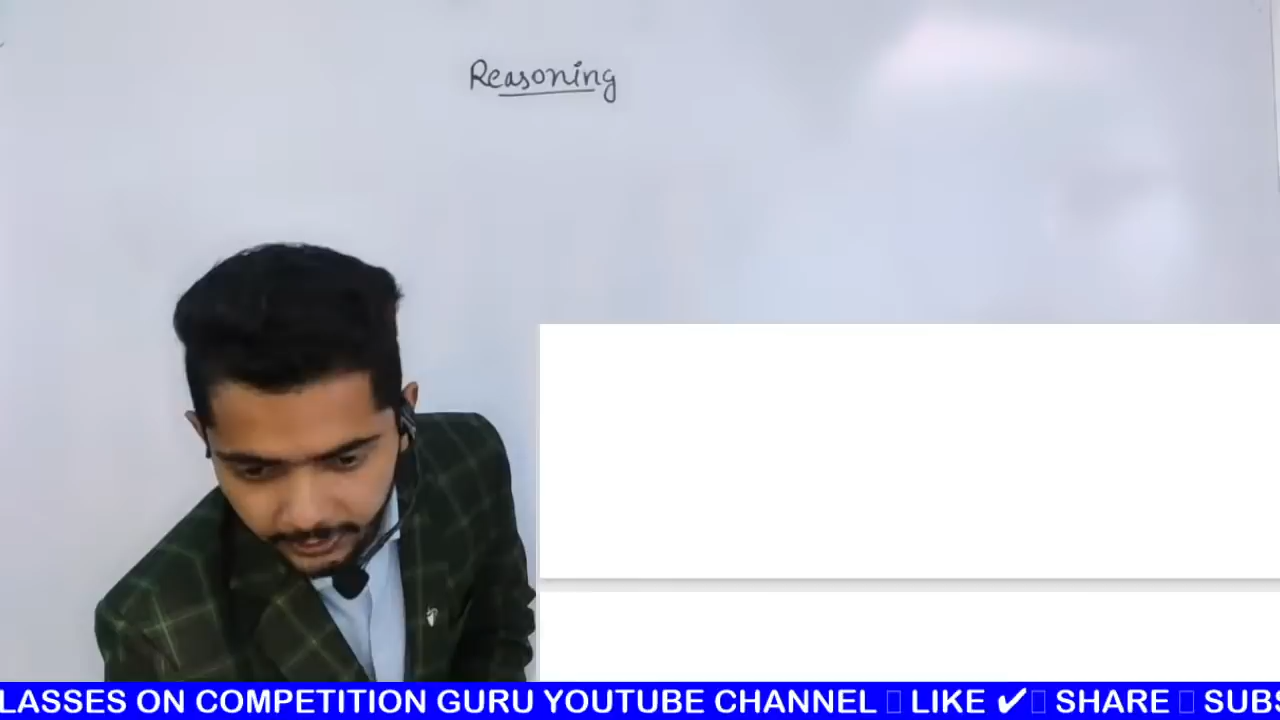 Reasoning
LASSES ON COMPETITION GURU YOUTUBE CHANNEL LIKE ✔ SHARE SUBS